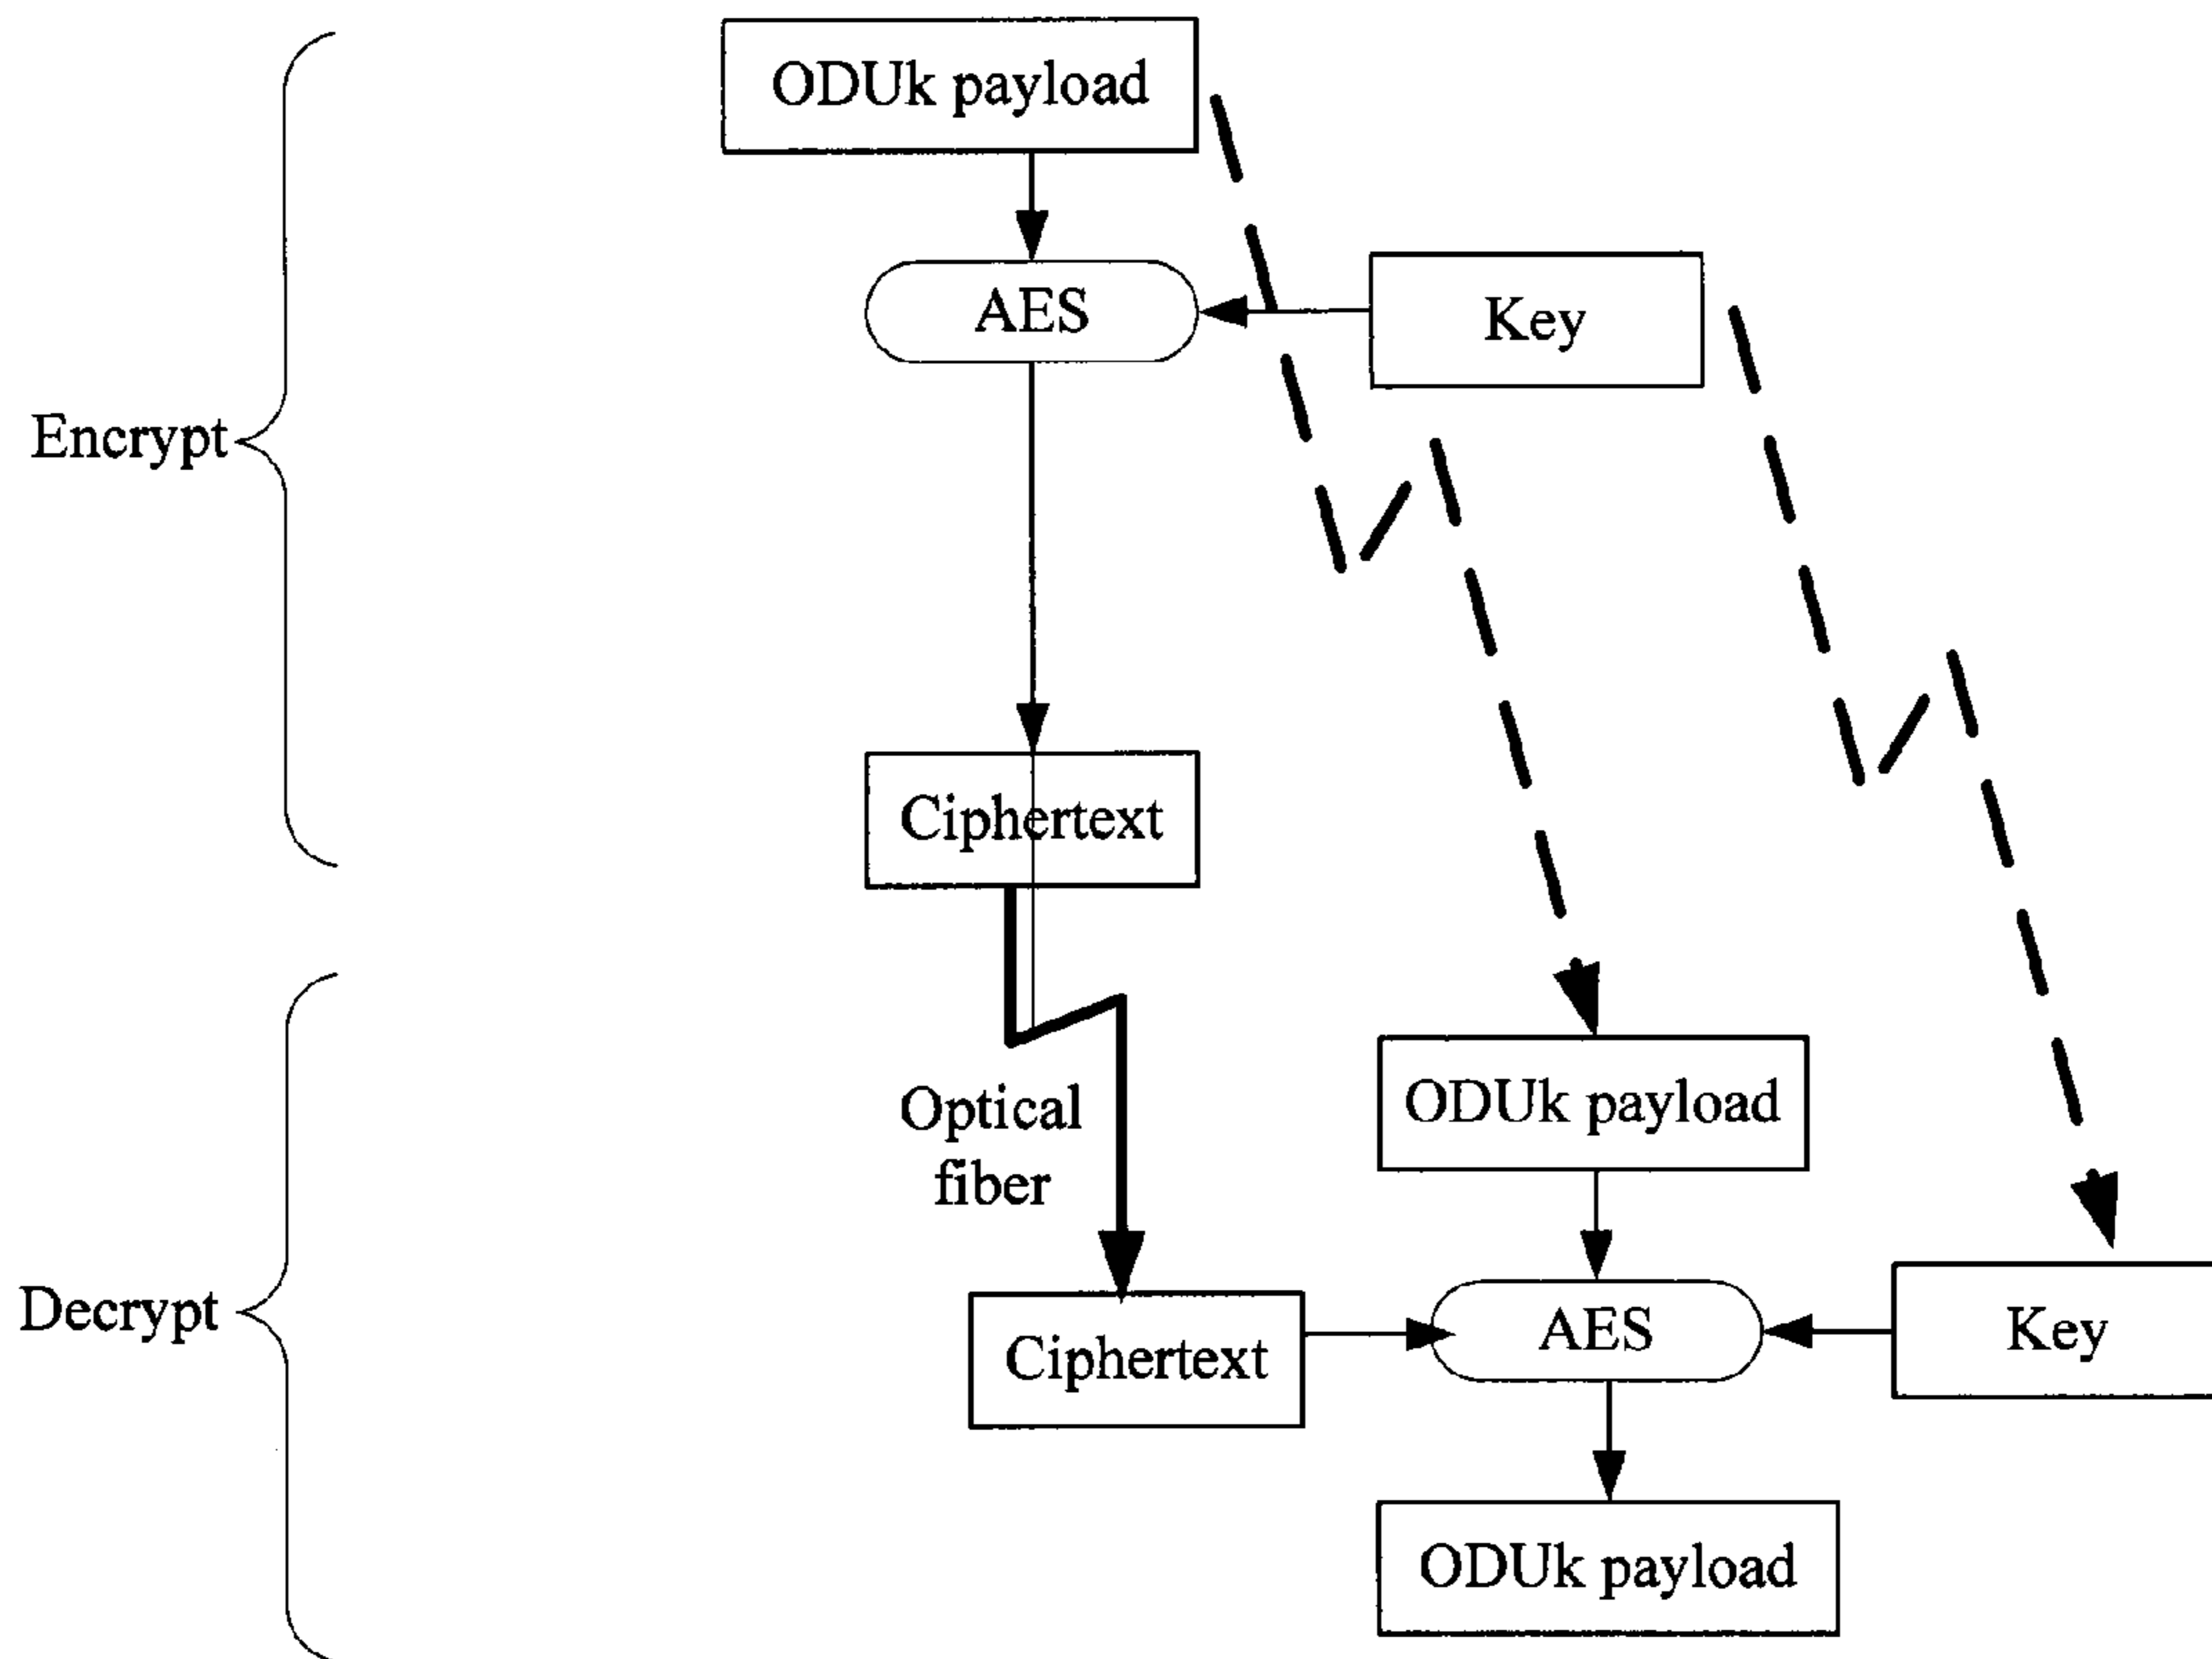 ODUk payload
AES
Key
Encrypt
Ciphertext
Optical
fiber
ODUk payload
Decrypt
Ciphertext
AES
Key
ODUk payload